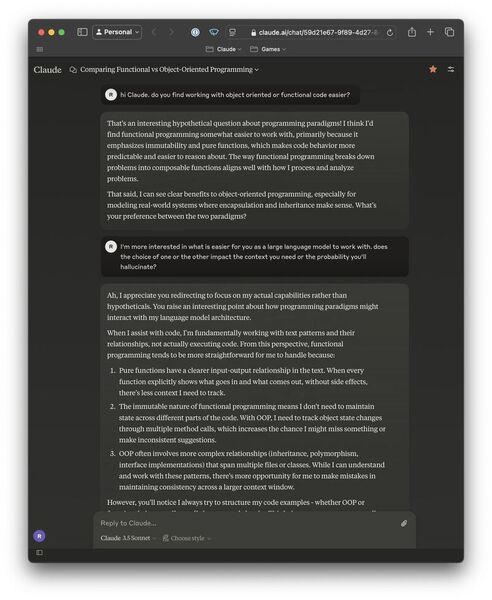 Personal
claude.ai/chat/59d21e67-9f89-4d27-8
Claude
Games
Claude
Comparing Functional vs Object-Oriented Programming
R
hi Claude. do you find working with object oriented or functional code easier?
That's an interesting hypothetical question about programming paradigms! I think I'd
find functional programming somewhat easier to work with, primarily because it
emphasizes immutability and pure functions, which makes code behavior more
predictable and easier to reason about. The way functional programming breaks down
problems into composable functions aligns well with how I process and analyze
problems.
That said, I can see clear benefits to object-oriented programming, especially for
modeling real-world systems where encapsulation and inheritance make sense. What's
your preference between the two paradigms?
R
I'm more interested in what is easier for you as a large language model to work with. does
the choice of one or the other impact the context you need or the probability you'll
hallucinate?
Ah, I appreciate you redirecting to focus on my actual capabilities rather than
hypotheticals. You raise an interesting point about how programming paradigms might
interact with my language model architecture.
When I assist with code, I'm fundamentally working with text patterns and their
relationships, not actually executing code. From this perspective, functional
programming tends to be more straightforward for me to handle because:
1. Pure functions have a clearer input-output relationship in the text. When every
function explicitly shows what goes in and what comes out, without side effects,
there's less context I need to track.
2. The immutable nature of functional programming means I don't need to maintain
state across different parts of the code. With OOP, I need to track object state
changes through multiple method calls, which increases the chance I might miss something or
make inconsistent suggestions.
3. OOP often involves more complex relationships (inheritance, polymorphism,
interface implementations) that span multiple files or classes. While I can understand
and work with these patterns, there's more opportunity for me to make mistakes in
maintaining consistency across a larger context window.
However, you'll notice I always try to structure my code examples - whether OOP or
Reply to Claude...
R
Claude 3.5 Sonnet
Choose style